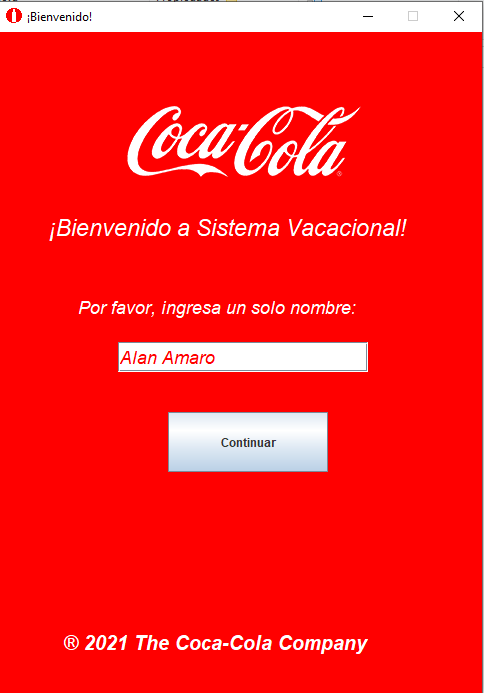 ¡Bienvenido!
Coca-Cola®
¡Bienvenido a Sistema Vacacional!
Por favor, ingresa un solo nombre:
Alan Amaro
Continuar
® 2021 The Coca-Cola Company